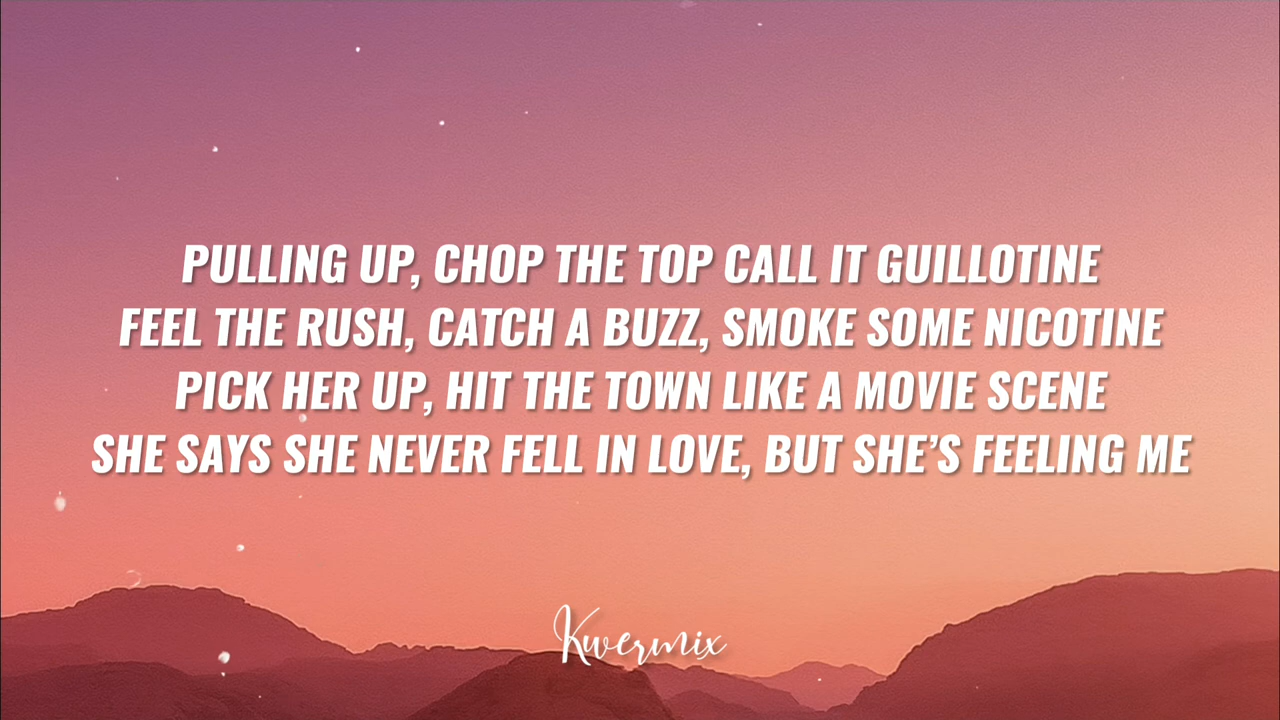 PULLING UP, CHOP THE TOP CALL IT GUILLOTINE
FEEL THE RUSH, CATCH A BUZZ, SMOKE SOME NICOTINE
PICK HER UP, HIT THE TOWN LIKE A MOVIE SCENE
SHE SAYS SHE NEVER FELL IN LOVE, BUT SHE’S FEELING ME
Kwermix